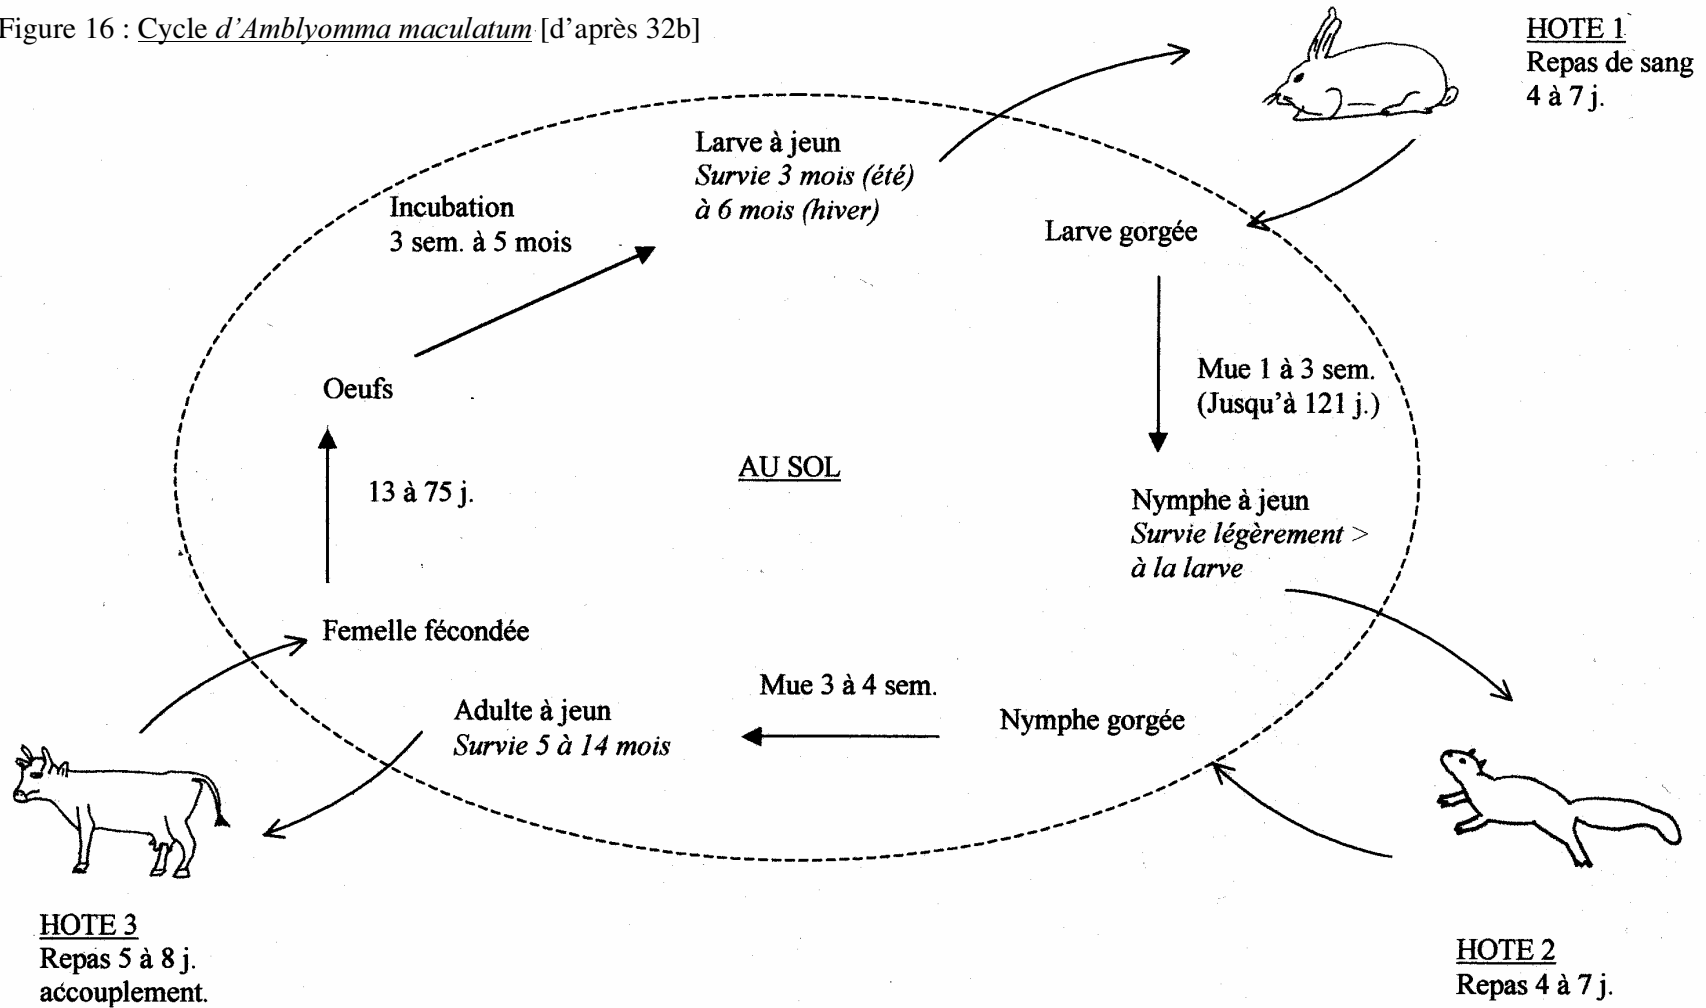 Figure 16 : Cycle d'Amblyomma maculatum [d'après 32b]
HOTE 1
Repas de sang
4 à 7 j.
Larve à jeun
Survie 3 mois (été)
à 6 mois (hiver)
Incubation
3 sem. à 5 mois
Larve gorgée
Mue 1 à 3 sem.
(Jusqu'à 121 j.)
Oeufs
AU SOL
13 à 75 j.
Nymphe à jeun
Survie légèrement >
à la larve
Femelle fécondée
Mue 3 à 4 sem.
Adulte à jeun
Survie 5 à 14 mois
Nymphe gorgée
HOTE 3
Repas 5 à 8 j.
accouplement.
HOTE 2
Repas 4 à 7 j.